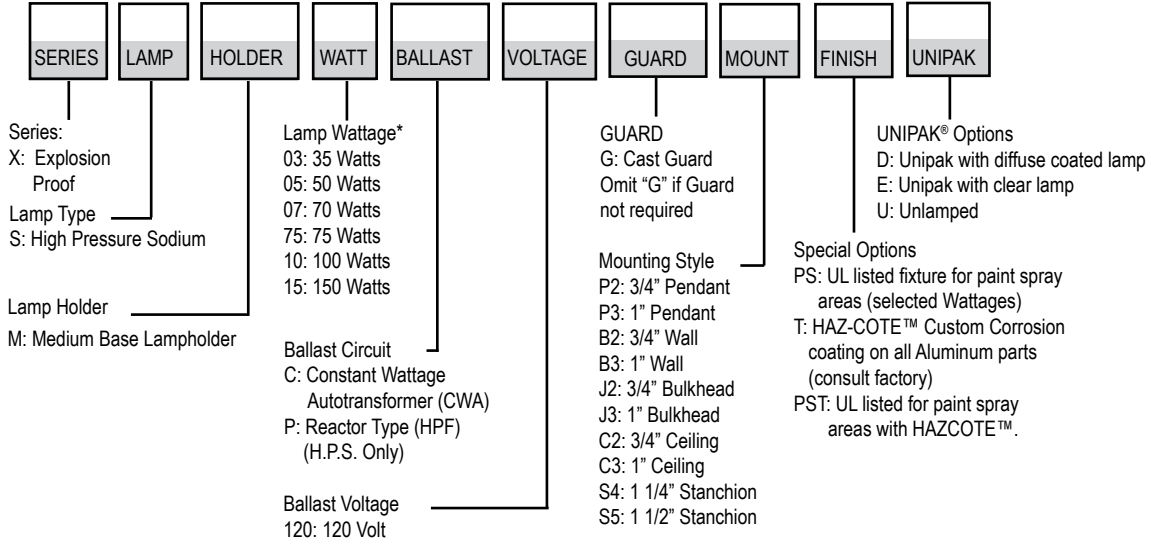 SERIES LAMP HOLDER WATT BALLAST VOLTAGE GUARD MOUNT FINISH UNIPAK
Series:
X: Explosion
Proof
Lamp Type
S: High Pressure Sodium
Lamp Holder
M: Medium Base Lampholder
Lamp Wattage*
03: 35 Watts
05: 50 Watts
07: 70 Watts
75: 75 Watts
10: 100 Watts
15: 150 Watts
Ballast Circuit
C: Constant Wattage
Autotransformer (CWA)
P: Reactor Type (HPF)
(H.P.S. Only)
Ballast Voltage
120: 120 Volt
GUARD
G: Cast Guard
Omit “G” if Guard
not required
Mounting Style
P2: 3/4” Pendant
P3: 1” Pendant
B2: 3/4” Wall
B3: 1” Wall
J2: 3/4” Bulkhead
J3: 1” Bulkhead
C2: 3/4” Ceiling
C3: 1” Ceiling
S4: 1 1/4” Stanchion
S5: 1 1/2” Stanchion
UNIPAK® Options
D: Unipak with diffuse coated lamp
E: Unipak with clear lamp
U: Unlamped
Special Options
PS: UL listed fixture for paint spray
areas (selected Wattages)
T: HAZ-COTE™ Custom Corrosion
coating on all Aluminum parts
(consult factory)
PST: UL listed for paint spray
areas with HAZCOTE™.